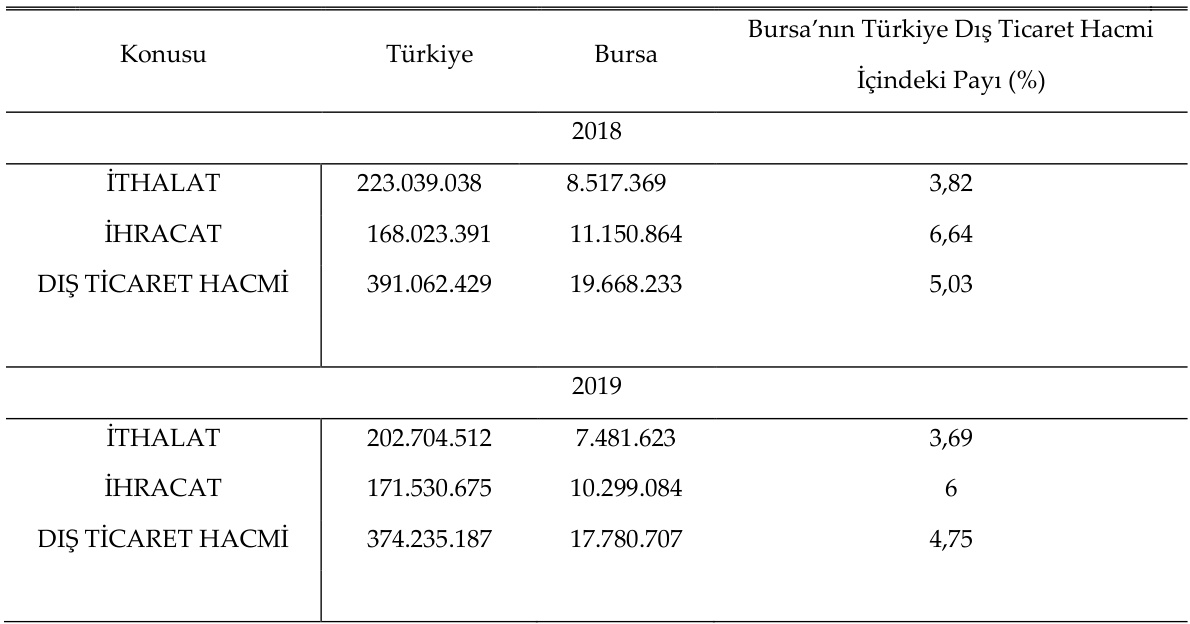 Konusu Türkiye Bursa Bursa’nın Türkiye Dış Ticaret Hacmi
İçindeki Payı (%)
2018
İTHALAT 223.039.038 8.517.369 3,82
İHRACAT 168.023.391 11.150.864 6,64
DIŞ TİCARET HACMİ 391.062.429 19.668.233 5,03
2019
İTHALAT 202.704.512 7.481.623 3,69
İHRACAT 171.530.675 10.299.084 6
DIŞ TİCARET HACMİ 374.235.187 17.780.707 4,75